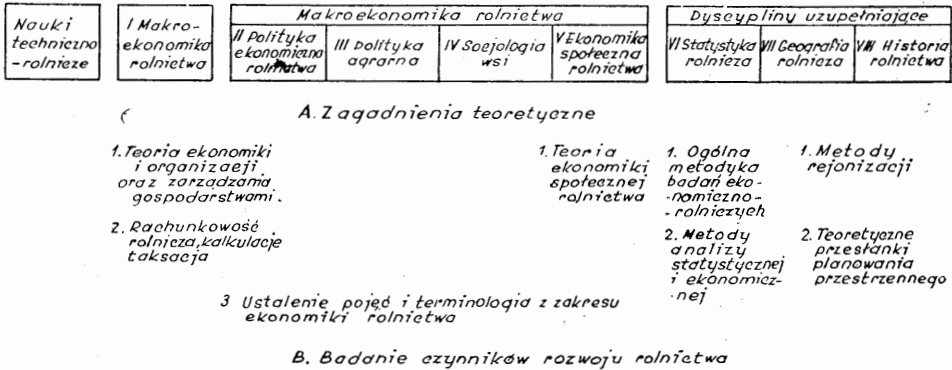 Nauki
techniczno
-rolnicze
I Makro-
ekonomika
rolnictwa
Makroekonomika rolnictwa
II Polityka
ekonomiczna
rolnictwa
III Polityka
agrarna
IV Socjologia
wsi
V Ekonomika
społeczna
rolnictwa
Dyscypliny uzupełniające
VI Statystyka
rolnicza
VII Geografia
rolnicza
VIII Historia
rolnictwa
A. Zagadnienia teoretyczne
1. Teoria ekonomiki
i organizacji
oraz zarządzania
gospodarstwami.
2. Rachunkowość
rolnicza, kalkulacje
taksacja
1. Teoria
ekonomiki
społecznej
rolnictwa
1. Ogólna
metodyka
badań eko-
-nomiczno-
-rolniczych
2. Metody
analizy
statystycznej
i ekonomicz-
-nej
1. Metody
rejonizacji
2. Teoretyczne
przesłanki
planowania
przestrzennego
3 Ustalenie pojęć i terminologia z zakresu
ekonomiki rolnictwa
B. Badanie czynników rozwoju rolnictwa